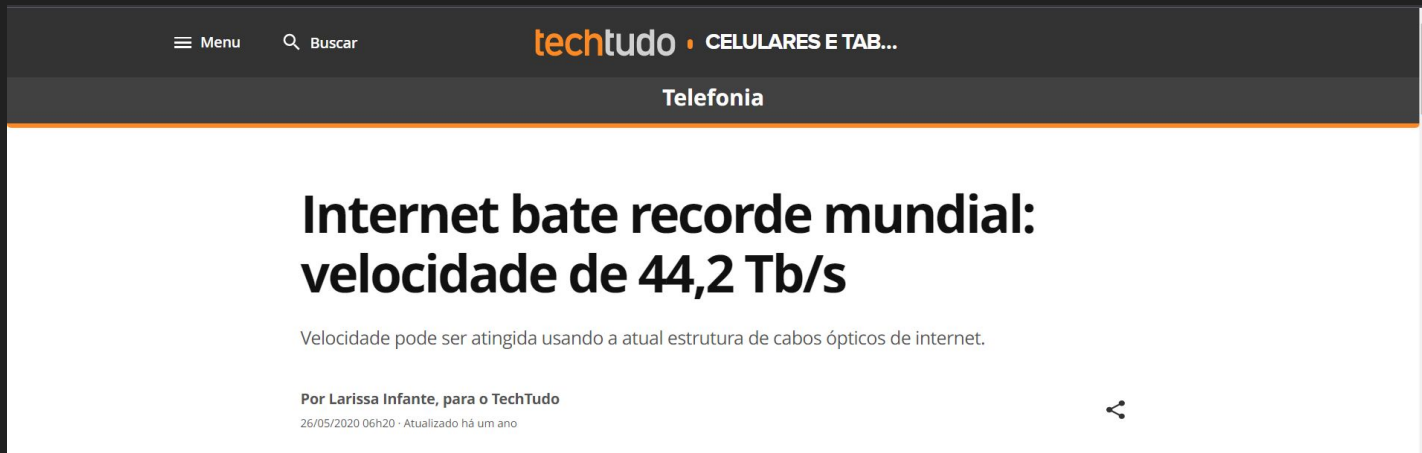 Menu Buscar techtudo • CELULARES E TAB...
Telefonia
Internet bate recorde mundial:
velocidade de 44,2 Tb/s
Velocidade pode ser atingida usando a atual estrutura de cabos ópticos de internet.
Por Larissa Infante, para o TechTudo
26/05/2020 06h20 · Atualizado há um ano